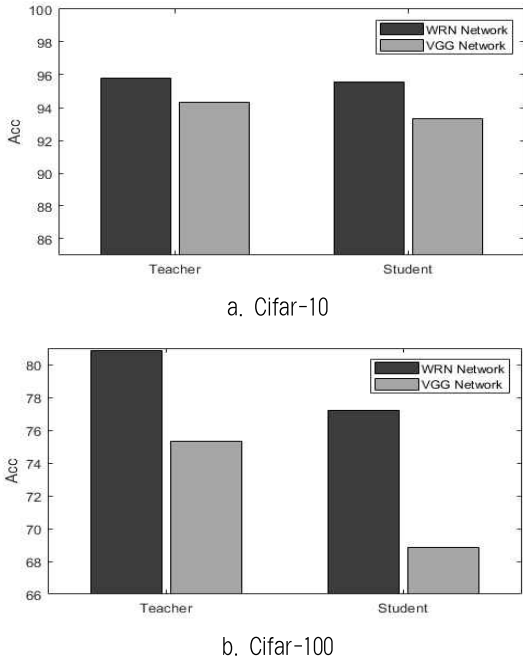 100
98
96
94
92
90
88
86
Acc
WRN Network
VGG Network
Teacher Student
a. Cifar-10
80
78
76
74
72
70
68
66
Acc
WRN Network
VGG Network
Teacher Student
b. Cifar-100